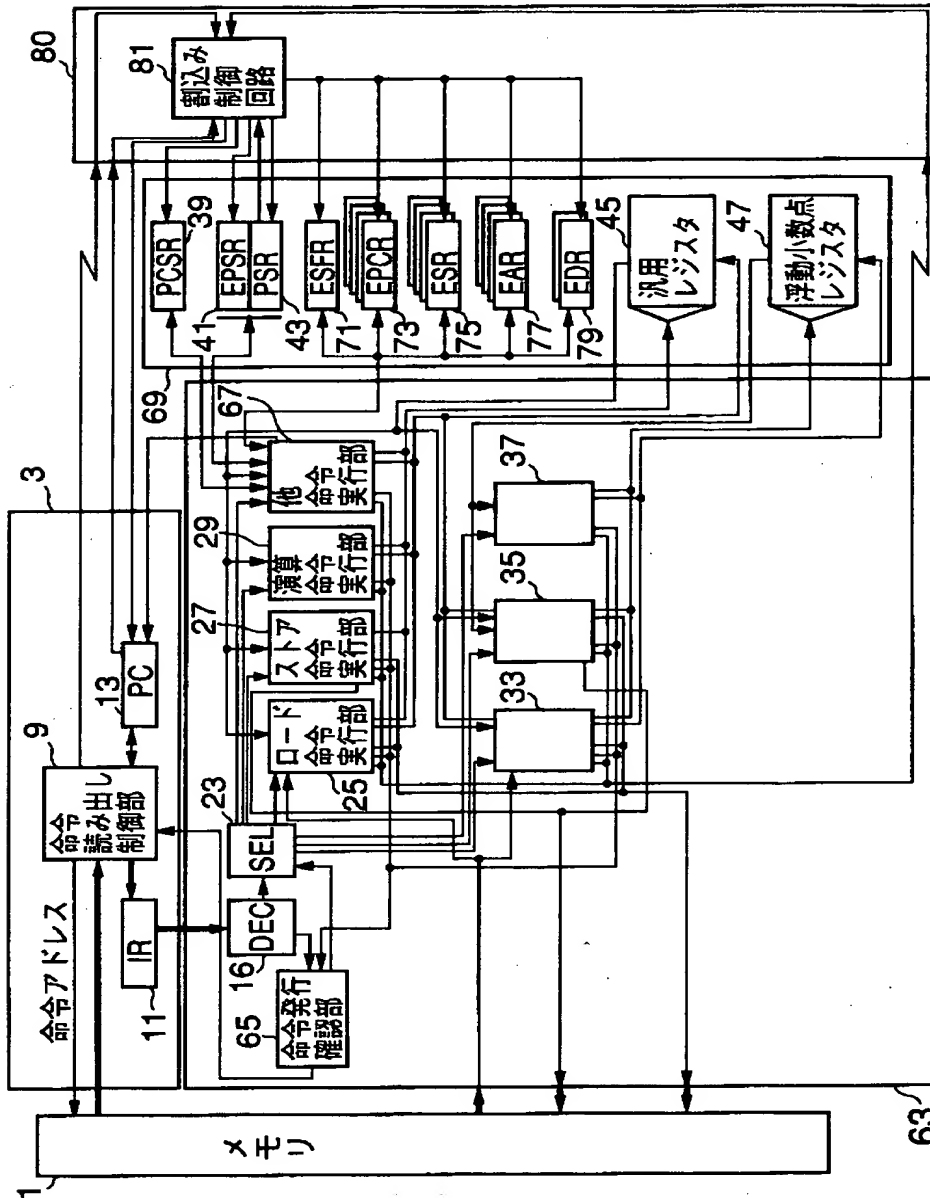 1
メモリ
3
命令アドレス
9
命令
読み出し
制御部
11
IR
13
PC
63
65
命令発行
確認部
16
DEC
23
SEL
25
ロード
命令
実行部
27
ストア
命令
実行部
29
演算
命令
実行部
67
他
命令
実行部
33
35
37
69
PCSR
39
41
EPSR
PSR
43
ESFR
71
EPCR
73
ESR
75
EAR
77
EDR
79
45
汎用
レジスタ
47
浮動小数点
レジスタ
80
81
割込み
制御
回路